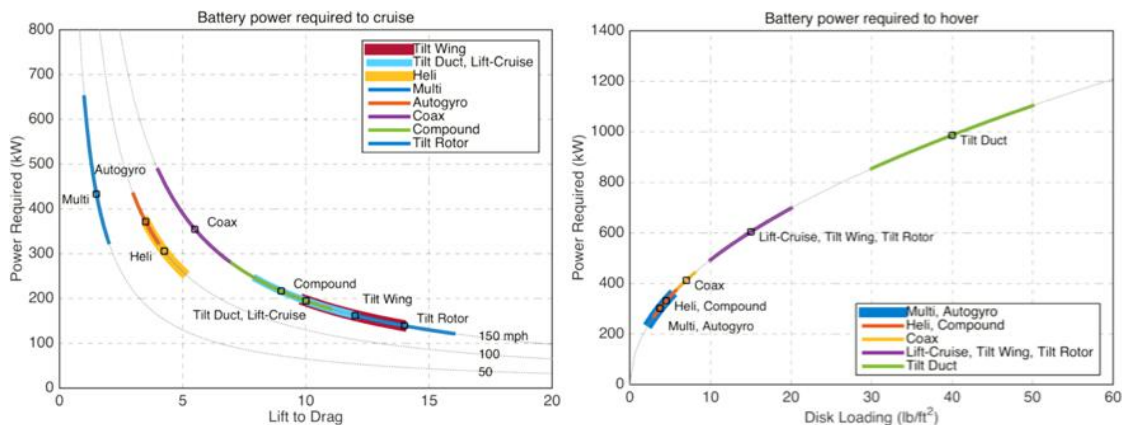 Battery power required to cruise
800
700
600
500
400
300
200
100
0
Power Required (kW)
Tilt Wing
Tilt Duct, Lift-Cruise
Heli
Multi
Autogyro
Coax
Compound
Tilt Rotor
Autogyro
Multi
Coax
Heli
Compound
Tilt Wing
Tilt Duct, Lift-Cruise
Tilt Rotor
150 mph
100
50
0 5 10 15 20
Lift to Drag
Battery power required to hover
1400
1200
1000
800
600
400
200
0
Power Required (kW)
Tilt Duct
Lift-Cruise, Tilt Wing, Tilt Rotor
Coax
Heli, Compound
Multi, Autogyro
Multi, Autogyro
Heli, Compound
Coax
Lift-Cruise, Tilt Wing, Tilt Rotor
Tilt Duct
0 10 20 30 40 50 60
Disk Loading (lb/ft²)